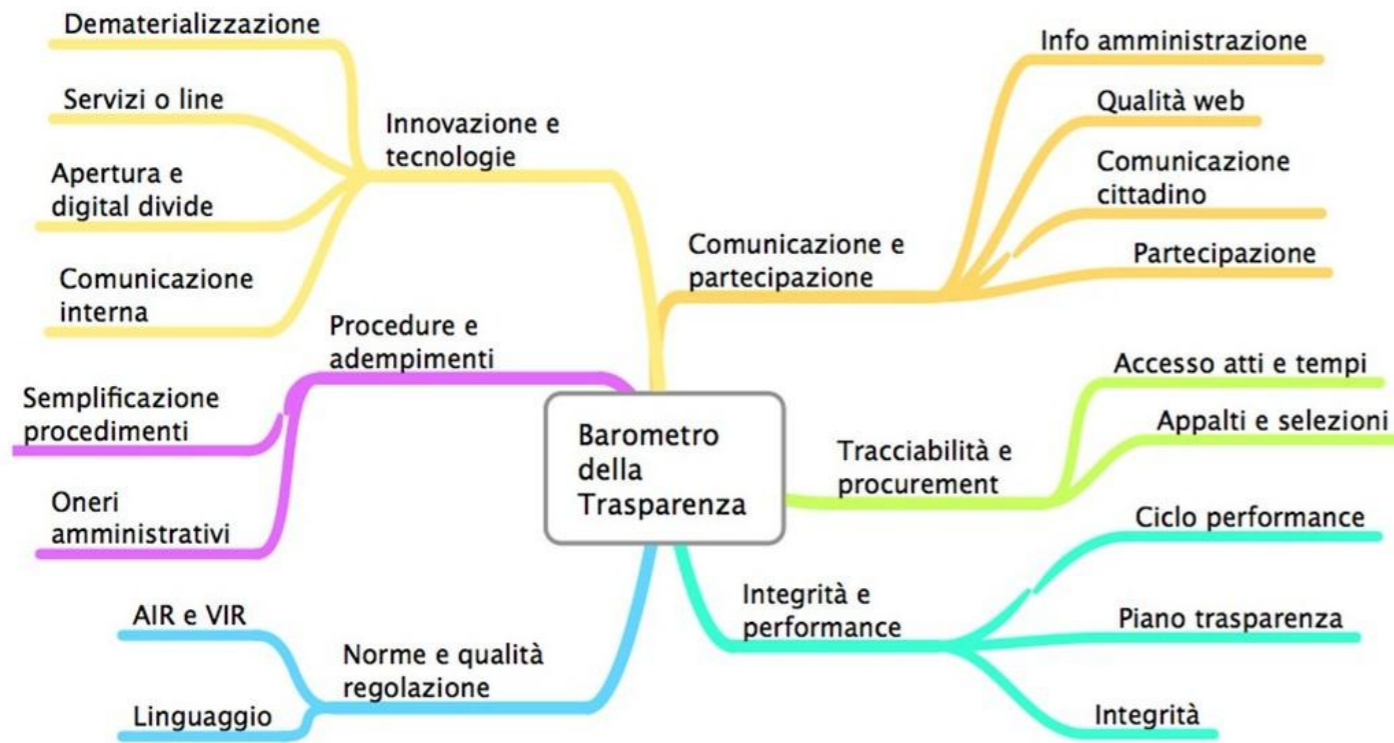 Dematerializzazione
Servizi o line
Apertura e
digital divide
Comunicazione
interna
Innovazione e
tecnologie
Procedure e
adempimenti
Semplificazione
procedimenti
Oneri
amministrativi
AIR e VIR
Linguaggio
Norme e qualità
regolazione
Barometro
della
Trasparenza
Comunicazione e
partecipazione
Info amministrazione
Qualità web
Comunicazione
cittadino
Partecipazione
Tracciabilità e
procurement
Accesso atti e tempi
Appalti e selezioni
Integrità e
performance
Ciclo performance
Piano trasparenza
Integrità